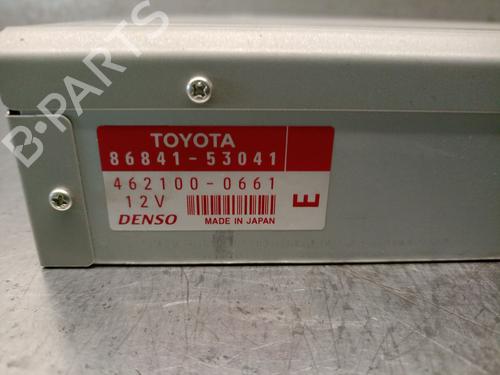 B-PARTS
TOYOTA
86841-53041
462100-0661
12V
DENSO MADE IN JAPAN
E